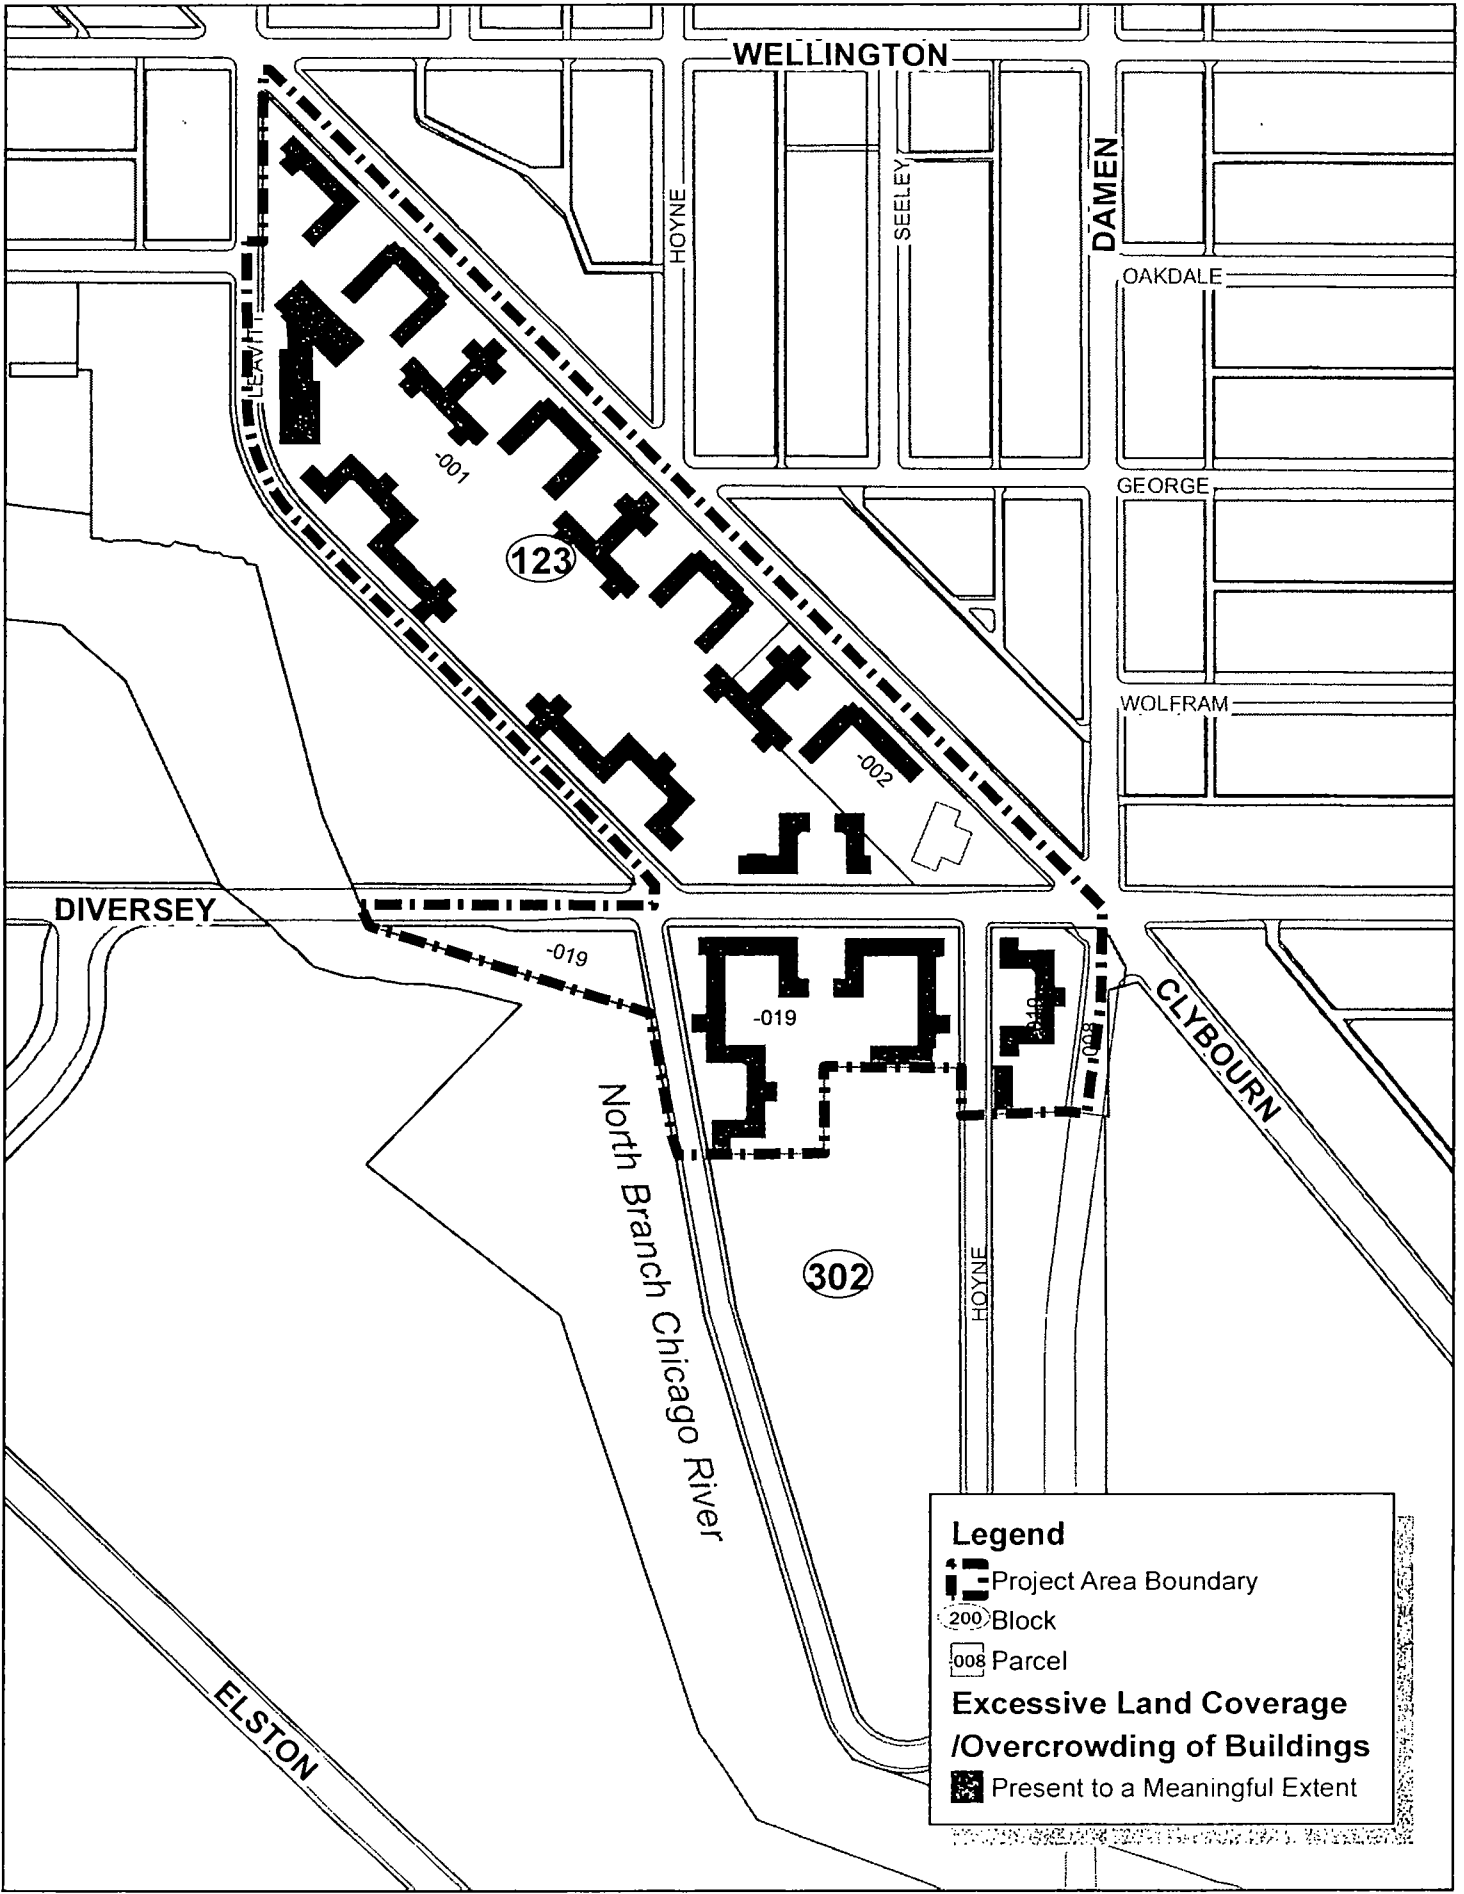 WELLINGTON
HOYNE
SEELEY
DAMEN
OAKDALE
LEAVITT
-001
GEORGE
123
WOLFRAM
-002
DIVERSEY
-019
-019
-019
008
CLYBOURN
North Branch Chicago River
302
HOYNE
ELSTON
Legend
Project Area Boundary
200 Block
008 Parcel
Excessive Land Coverage
/Overcrowding of Buildings
Present to a Meaningful Extent